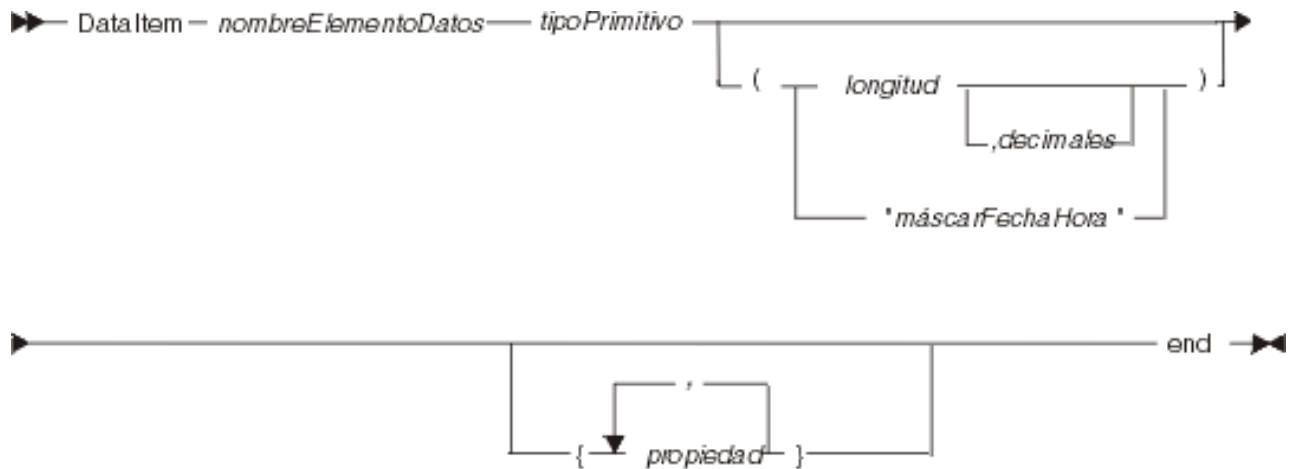 DataItem nombreElementoDatos tipoPrimitivo
( longitud )
,decimales
"máscarFechaHora "
end
,
{ propiedad }